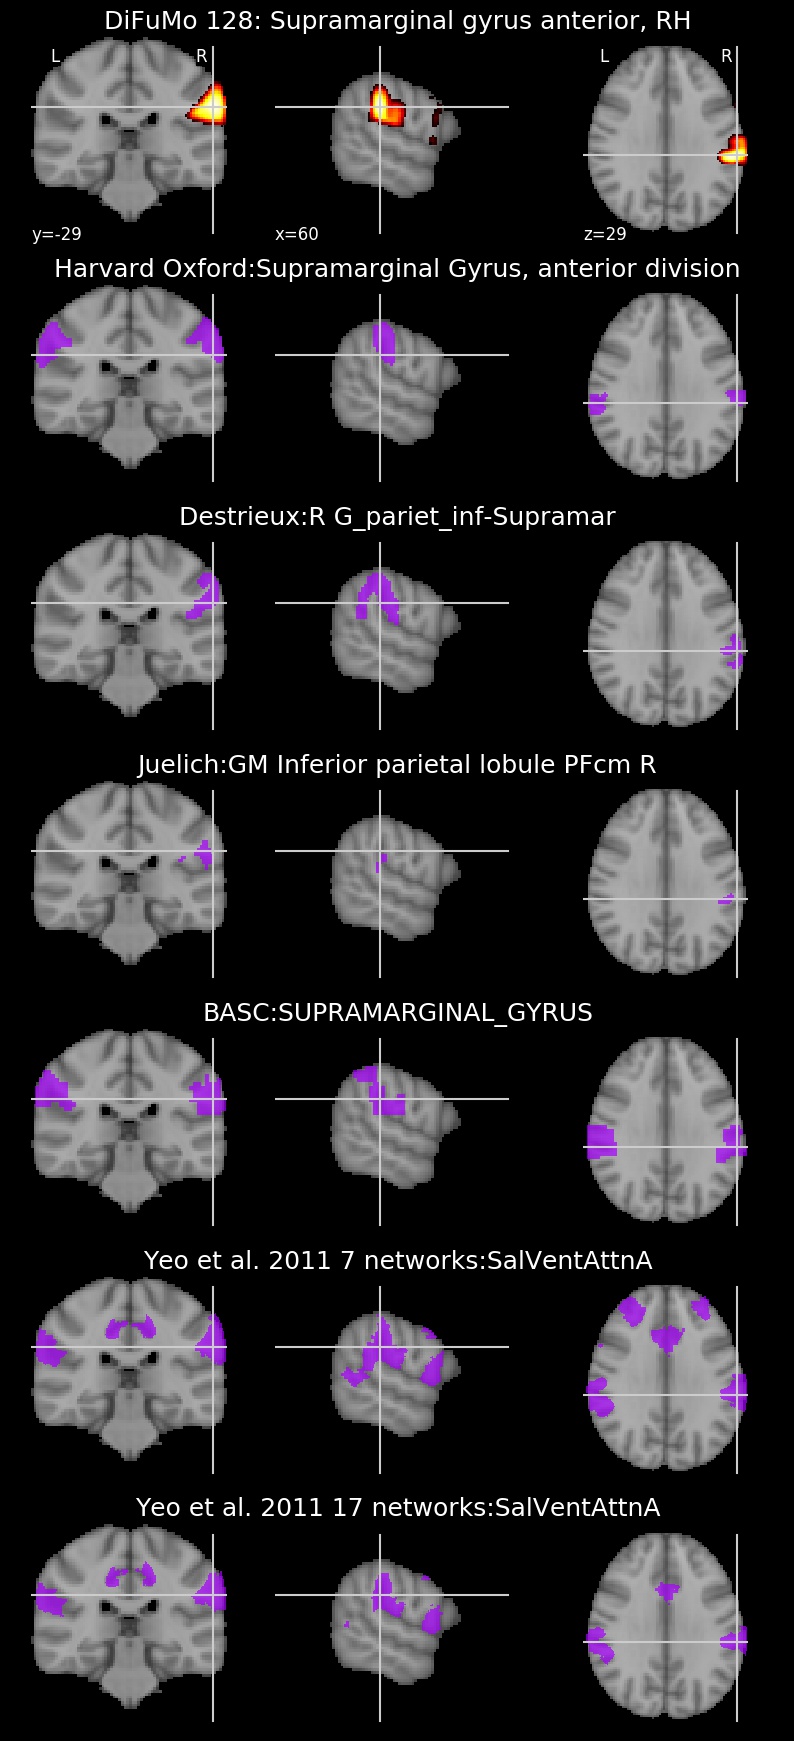 DiFuMo 128: Supramarginal gyrus anterior, RH
L R L R
y=-29 x=60 z=29
Harvard Oxford:Supramarginal Gyrus, anterior division
Destrieux:R G_pariet_inf-Supramar
Juelich:GM Inferior parietal lobule PFcm R
BASC:SUPRAMARGINAL_GYRUS
Yeo et al. 2011 7 networks:SalVentAttnA
Yeo et al. 2011 17 networks:SalVentAttnA